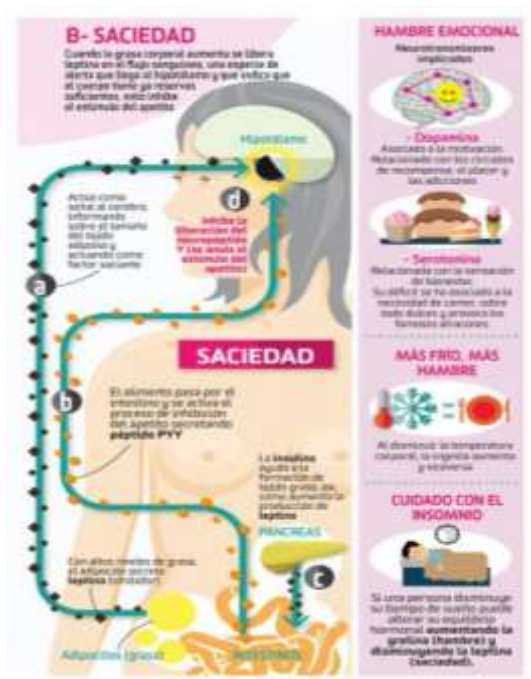 B- SACIEDAD
Cuando la grasa corporal aumenta se libera
leptina en el flujo sanguíneo, una especie de
alerta que llega al hipotálamo y que indica que
el cuerpo tiene ya reservas
suficientes, esto inhibe
el estímulo del apetito
Hipotálamo
d
Inhibe la
liberación del
Neuropéptido
Y (se anula el
estímulo del
apetito)
Actúa como
señal al cerebro,
informando
sobre el tamaño
del tejido
adiposo y
actuando como
factor saciante
a
SACIEDAD
b
El alimento pasa por el
intestino y se activa el
proceso de inhibición
del apetito secretando
péptido PYY
La insulina
ayuda a la
formación de
tejido graso, así
como aumenta la
producción de
leptina
PÁNCREAS
c
Con altos niveles de grasa,
el adipocito secreta
leptina
Adipocitos (grasa)
INTESTINOS
HAMBRE EMOCIONAL
Neurotransmisores
implicados
- Dopamina
Asociado a la motivación.
Relacionado con los circuitos
de recompensa: el placer y
las adicciones
- Serotonina
Relacionada con la sensación
de bienestar.
Su déficit se ha asociado a la
necesidad de comer, sobre
todo dulces y provoca los
famosos atracones.
MÁS FRÍO, MÁS
HAMBRE
Al disminuir la temperatura
corporal, la ingesta aumenta
y viceversa
CUIDADO CON EL
INSOMNIO
Si una persona disminuye
su tiempo de sueño puede
alterar su equilibrio
hormonal aumentando la
grelina (hambre) y
disminuyendo la leptina
(saciedad).